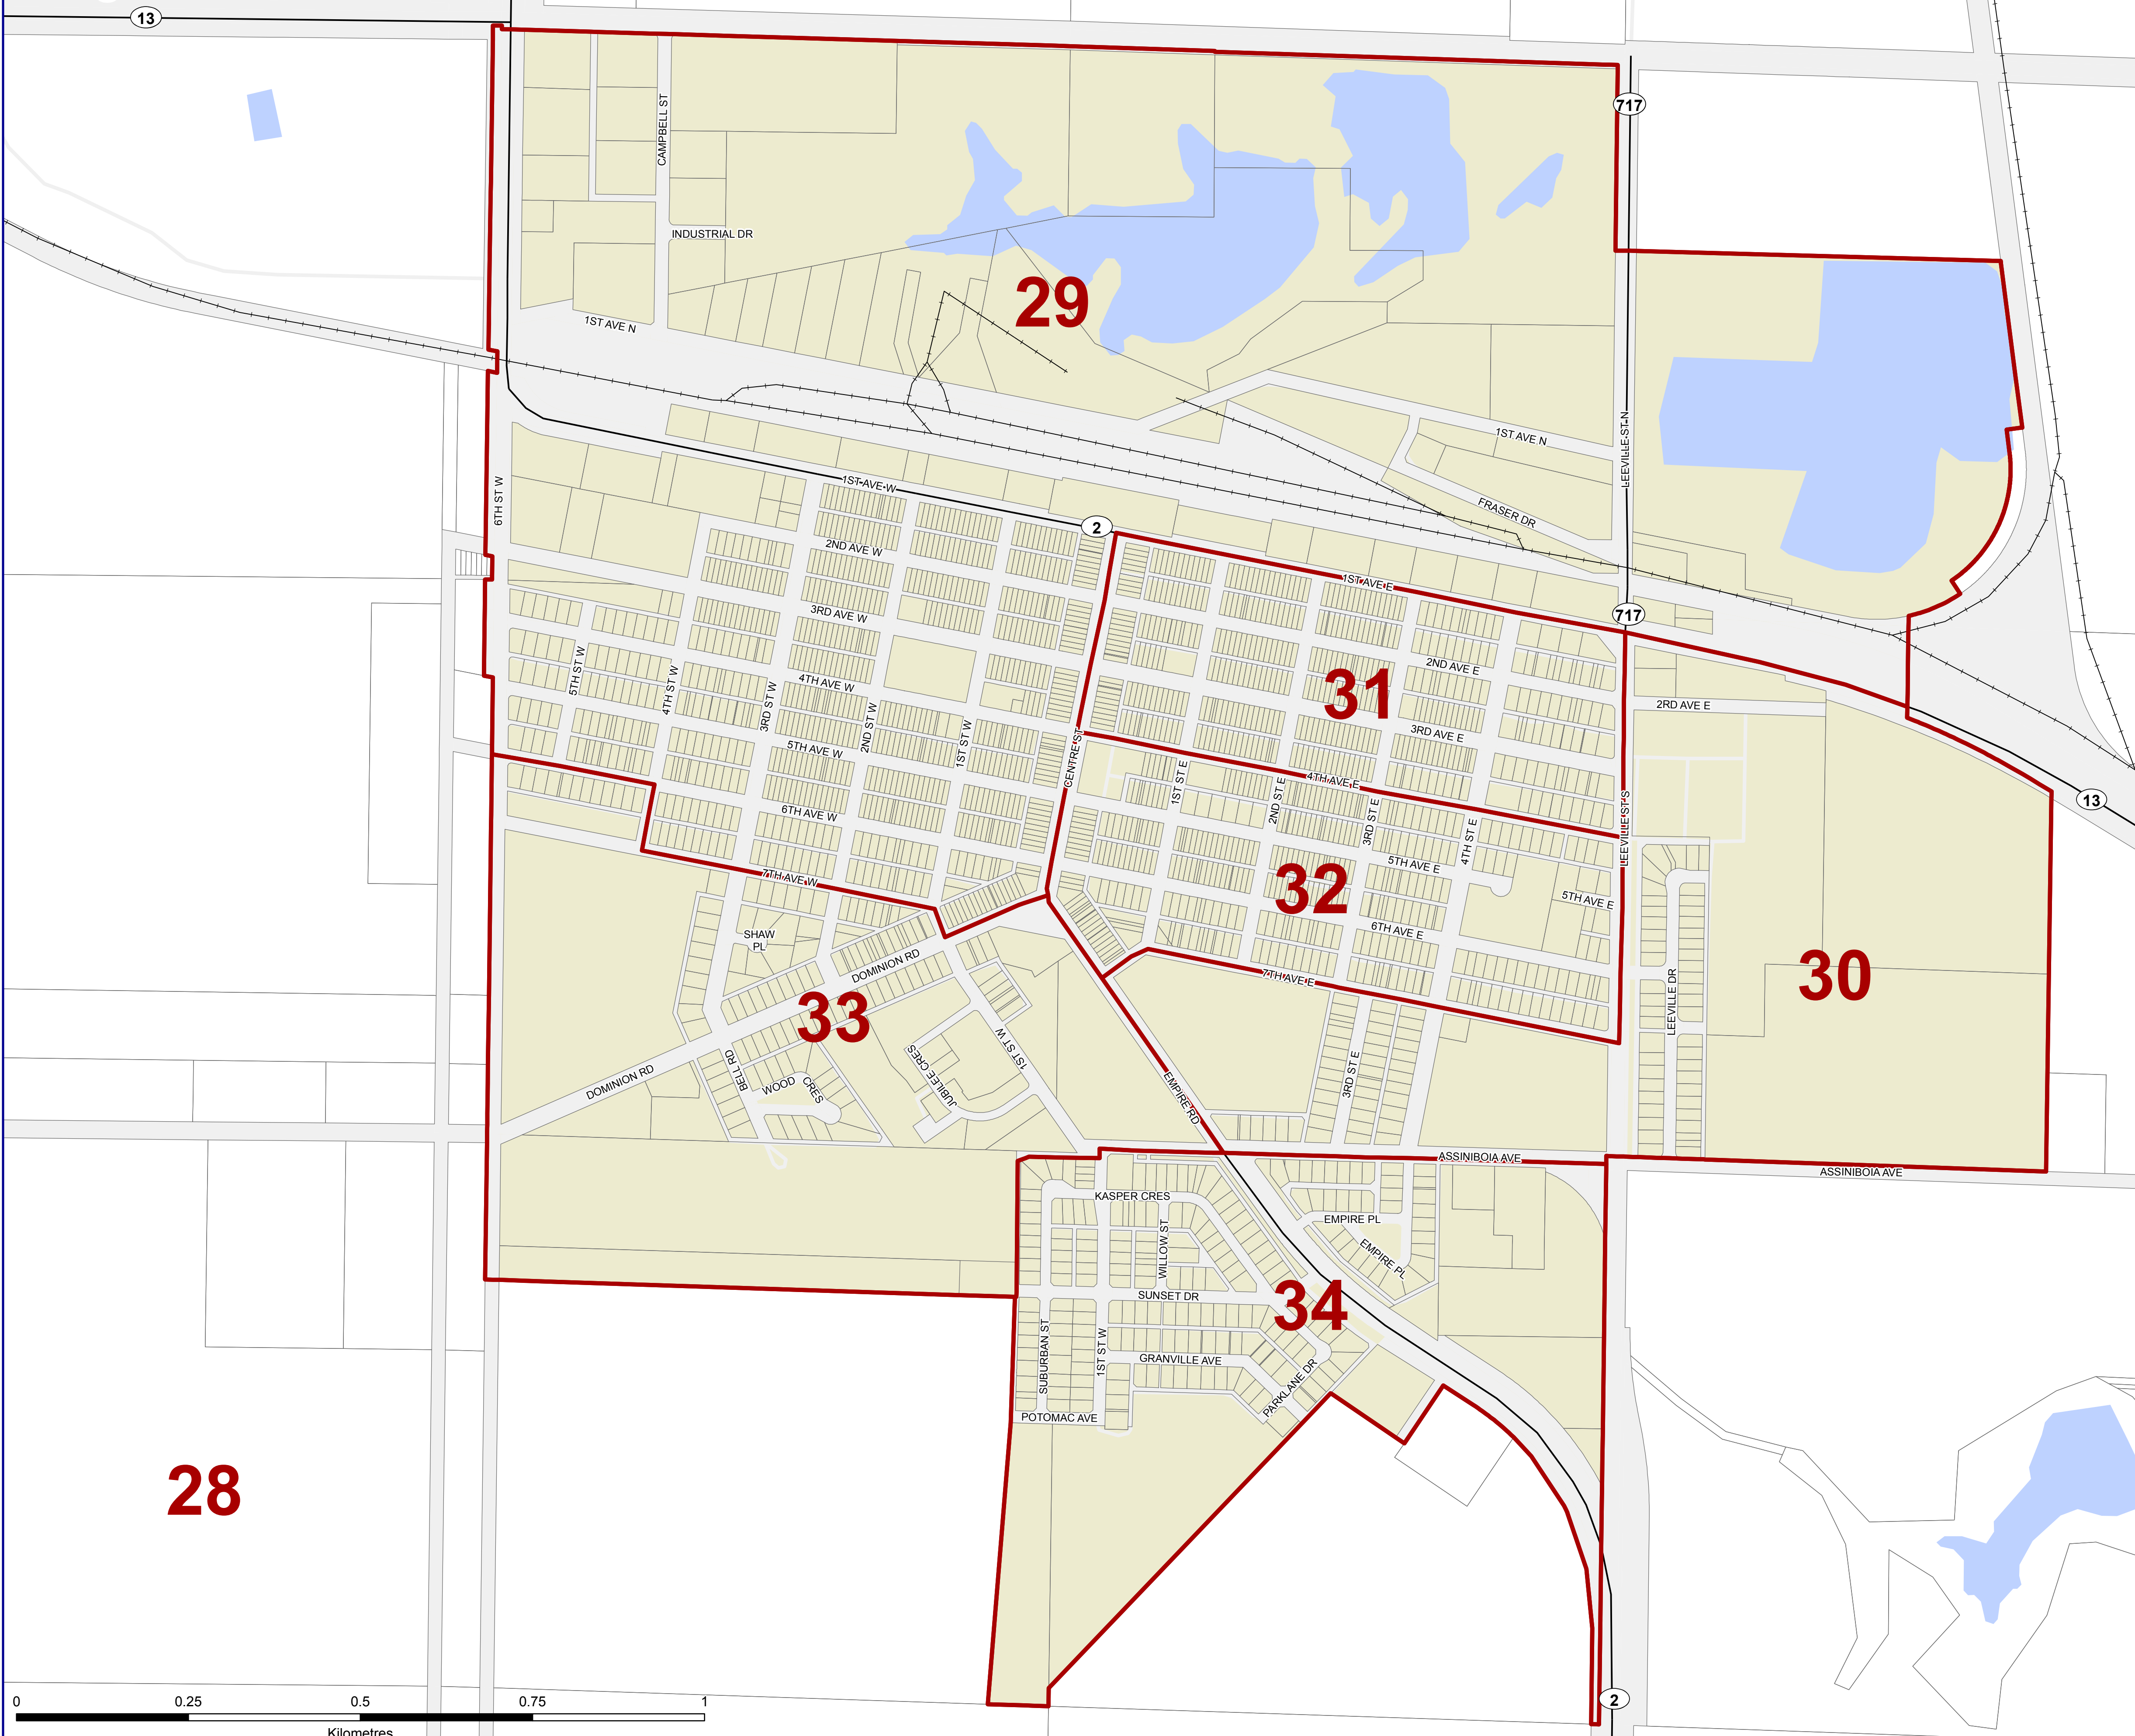 13
717
CAMPBELL ST
INDUSTRIAL DR
29
1ST AVE N
1ST AVE N
LEEVILLE ST N
6TH ST W
1ST AVE W
FRASER DR
2
2ND AVE W
1ST AVE E
3RD AVE W
717
5TH ST W
4TH ST W
3RD ST W
4TH AVE W
2ND ST W
1ST ST W
5TH AVE W
2ND AVE E
31
3RD AVE E
2RD AVE E
CENTRE ST
4TH AVE E
1ST ST E
2ND ST E
3RD ST E
4TH ST E
LEEVILLE ST S
13
6TH AVE W
7TH AVE W
32
5TH AVE E
5TH AVE E
6TH AVE E
SHAW
PL
DOMINION RD
7TH AVE E
LEEVILLE DR
30
33
DOMINION RD
BELL RD
WOOD
CRES
JUBILEE CRES
1ST ST W
EMPIRE RD
3RD ST E
ASSINIBOIA AVE
ASSINIBOIA AVE
KASPER CRES
WILLOW ST
EMPIRE PL
EMPIRE PL
SUNSET DR
34
SUBURBAN ST
1ST ST W
GRANVILLE AVE
PARKLANE DR
POTOMAC AVE
28
2
0 0.25 0.5 0.75 1
Kilometres